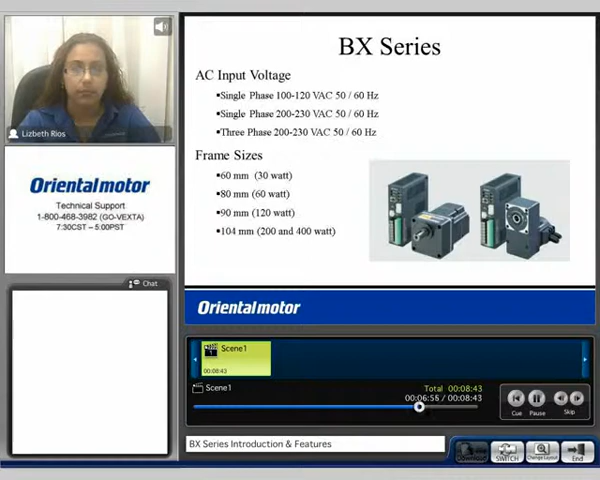 Lizbeth Rios
Orientalmotor
Technical Support
1-800-468-3982 (GO-VEXTA)
7:30CST – 5:00PST
Chat
BX Series
AC Input Voltage
▪Single Phase 100-120 VAC 50 / 60 Hz
▪Single Phase 200-230 VAC 50 / 60 Hz
▪Three Phase 200-230 VAC 50 / 60 Hz
Frame Sizes
▪60 mm (30 watt)
▪80 mm (60 watt)
▪90 mm (120 watt)
▪104 mm (200 and 400 watt)
Orientalmotor
Scene1
00:08:43
Scene1
Total 00:08:43
00:06:55 / 00:08:43
Cue
Pause
Skip
BX Series Introduction & Features
Download
SWITCH
Change Layout
End